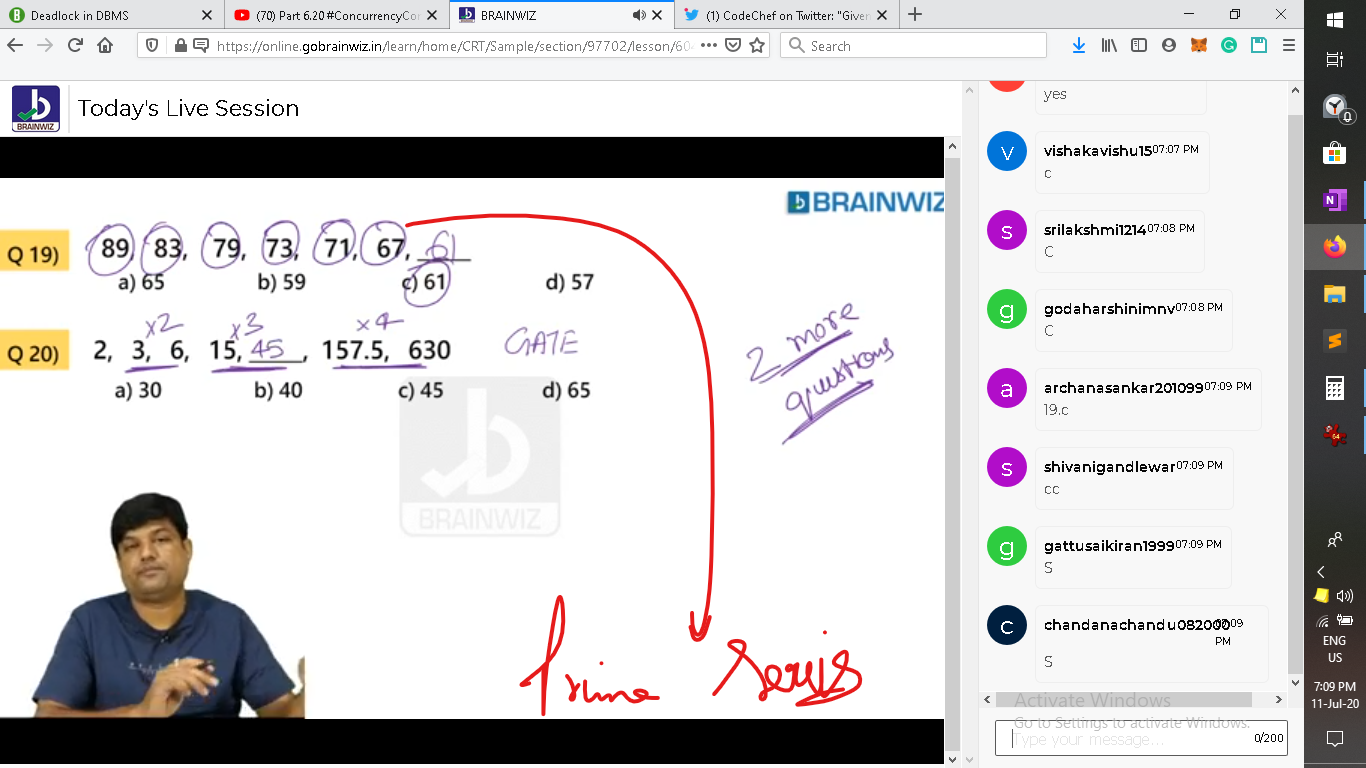 Deadlock in DBMS
(70) Part 6.20 #ConcurrencyCon
BRAINWIZ
(1) CodeChef on Twitter: "Given
https://online.gobrainwiz.in/learn/home/CRT/Sample/section/97702/lesson/604
Search
BRAINWIZ
Today's Live Session
BRAINWIZ
Q 19) 89, 83, 79, 73, 71, 67, 61
a) 65 b) 59 c) 61 d) 57
x2 x3 x4
Q 20) 2, 3, 6, 15, 45, 157.5, 630 GATE
a) 30 b) 40 c) 45 d) 65
2 more
questions
BRAINWIZ
Prime Series
yes
v
vishakavishu15 07:07 PM
c
s
srilakshmi1214 07:08 PM
C
g
godaharshinimnv 07:08 PM
C
a
archanasankar201099 07:09 PM
19.c
s
shivanigandlewar 07:09 PM
cc
g
gattusaikiran1999 07:09 PM
S
c
chandanachandu082000 07:09 PM
S
Activate Windows
Go to Settings to activate Windows.
Type your message...
0/200
64
ENG
US
7:09 PM
11-Jul-20